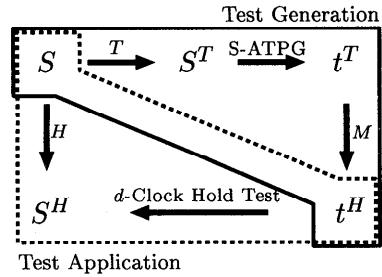 Test Generation
S T S^T S-ATPG t^T
H M
S^H d-Clock Hold Test t^H
Test Application